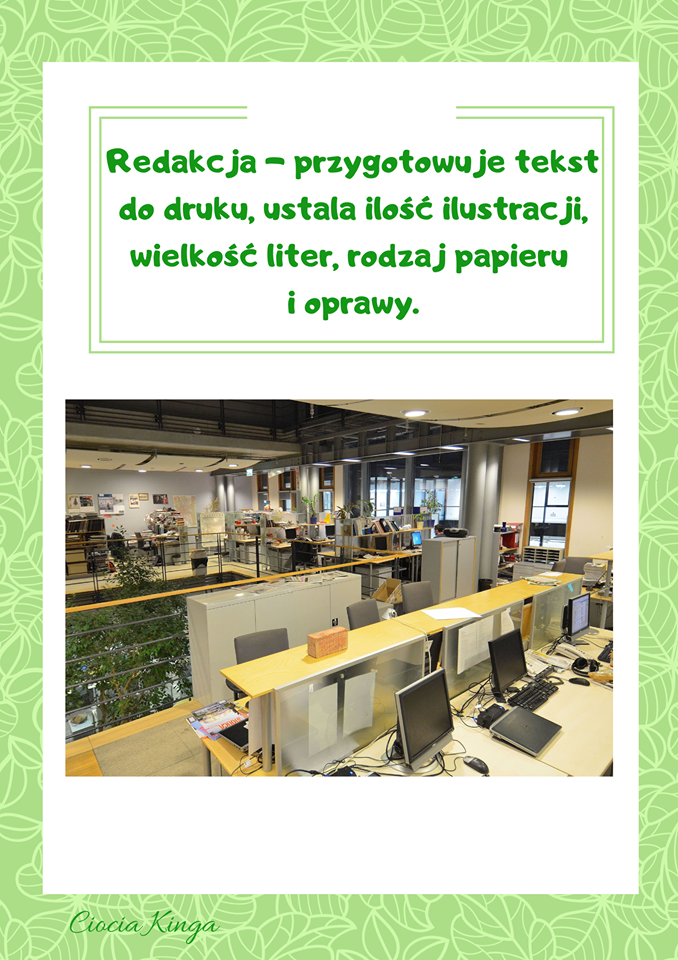 Redakcja – przygotowuje tekst
do druku, ustala ilość ilustracji,
wielkość liter, rodzaj papieru
i oprawy.
Ciocia Kinga